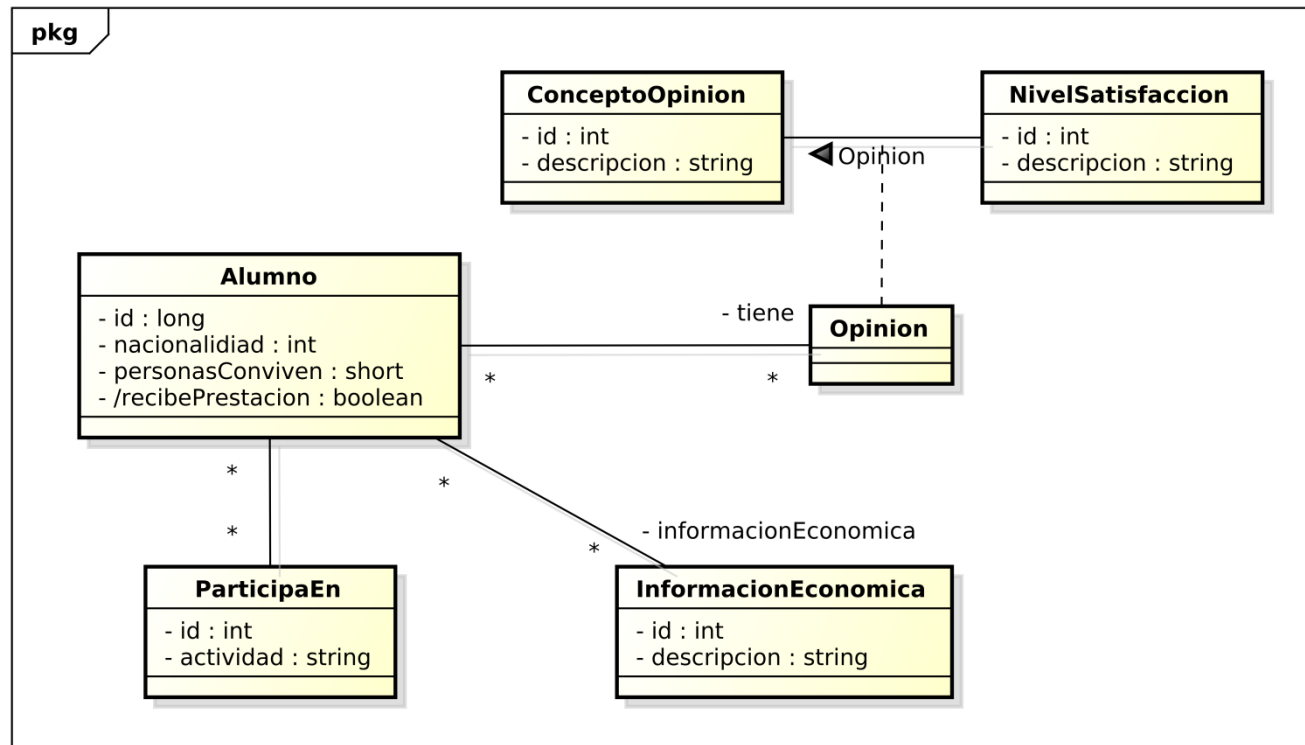 pkg
ConceptoOpinion
- id : int
- descripcion : string
NivelSatisfaccion
- id : int
- descripcion : string
Opinion
Alumno
- id : long
- nacionalidiad : int
- personasConviven : short
- /recibePrestacion : boolean
- tiene
*
*
Opinion
*
*
*
*
- informacionEconomica
ParticipaEn
- id : int
- actividad : string
InformacionEconomica
- id : int
- descripcion : string